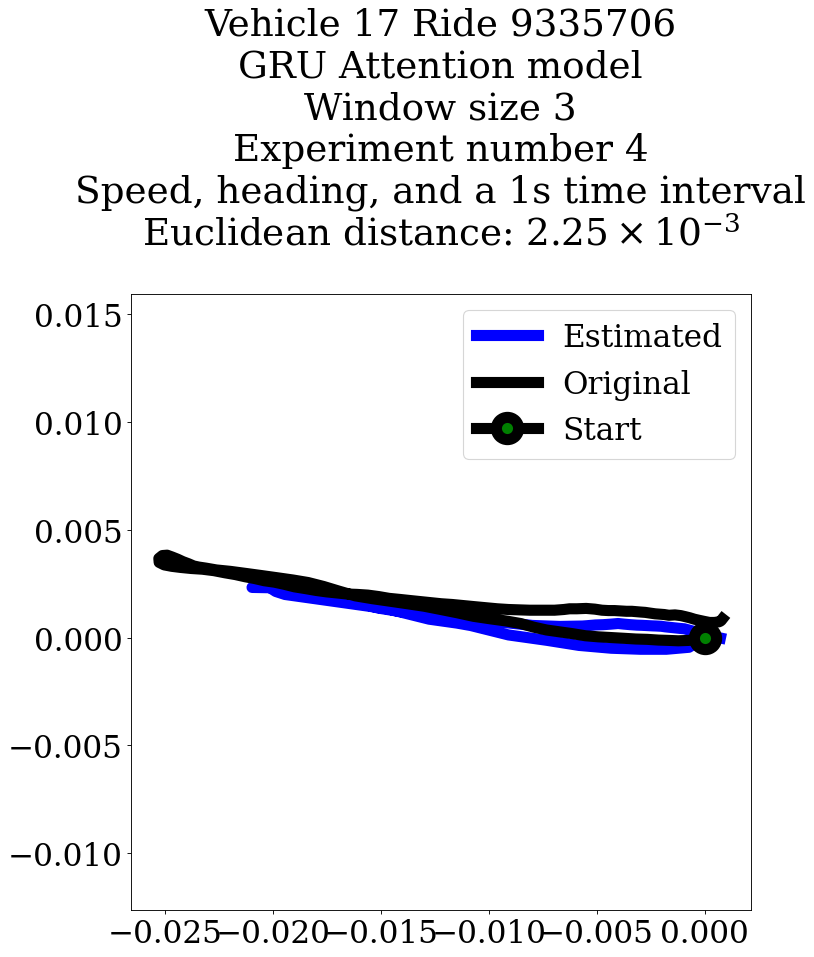 Vehicle 17 Ride 9335706
GRU Attention model
Window size 3
Experiment number 4
Speed, heading, and a 1s time interval
Euclidean distance: 2.25 × 10⁻³
Estimated
Original
Start
0.015
0.010
0.005
0.000
−0.005
−0.010
−0.025 −0.020 −0.015 −0.010 −0.005 0.000